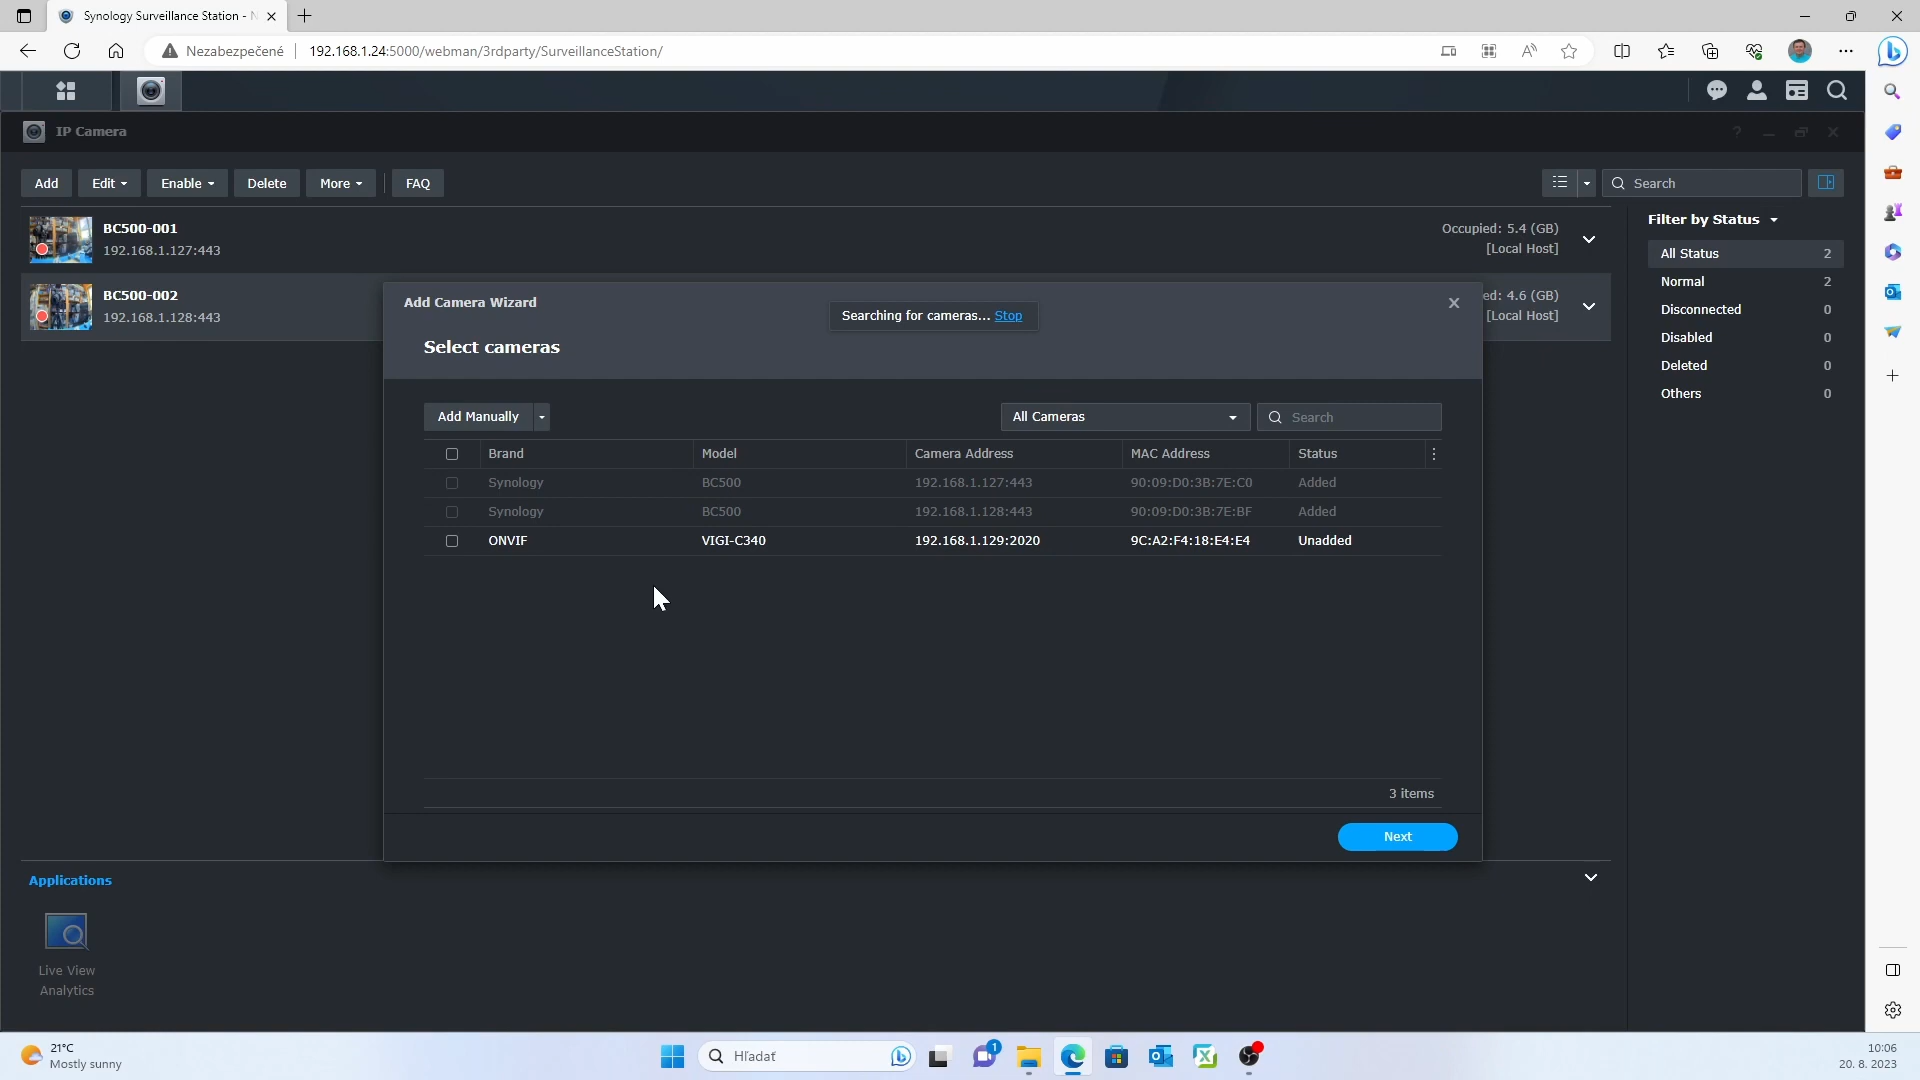 Synology Surveillance Station - N
Nezabezpečené
192.168.1.24:5000/webman/3rdparty/SurveillanceStation/
IP Camera
Add
Edit
Enable
Delete
More
FAQ
Search
BC500-001
192.168.1.127:443
Occupied: 5.4 (GB)
[Local Host]
BC500-002
192.168.1.128:443
ed: 4.6 (GB)
[Local Host]
Filter by Status
All Status 2
Normal 2
Disconnected 0
Disabled 0
Deleted 0
Others 0
Add Camera Wizard
Searching for cameras... Stop
Select cameras
Add Manually
All Cameras
Search
Brand Model Camera Address MAC Address Status
Synology BC500 192.168.1.127:443 90:09:D0:3B:7E:C0 Added
Synology BC500 192.168.1.128:443 90:09:D0:3B:7E:BF Added
ONVIF VIGI-C340 192.168.1.129:2020 9C:A2:F4:18:E4:E4 Unadded
3 items
Next
Applications
Live View
Analytics
21°C
Mostly sunny
Hľadať
1
10:06
20. 8. 2023